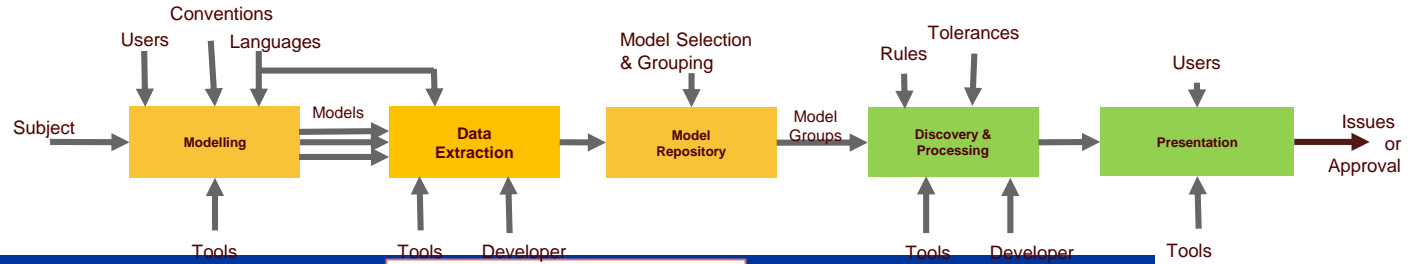 Conventions
Users
Languages
Model Selection
& Grouping
Tolerances
Rules
Users
Subject
Modelling
Models
Data
Extraction
Model
Repository
Model
Groups
Discovery &
Processing
Presentation
Issues
or
Approval
Tools
Tools
Developer
Tools
Developer
Tools